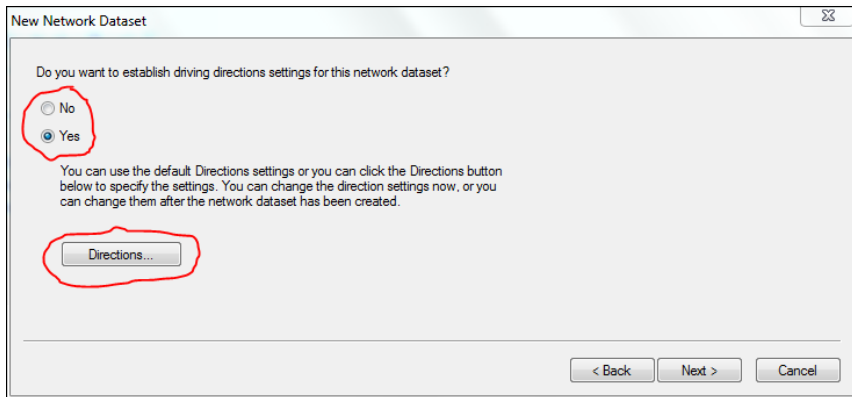 New Network Dataset
Do you want to establish driving directions settings for this network dataset?
No
Yes
You can use the default Directions settings or you can click the Directions button
below to specify the settings. You can change the direction settings now, or you
can change them after the network dataset has been created.
Directions...
< Back Next > Cancel